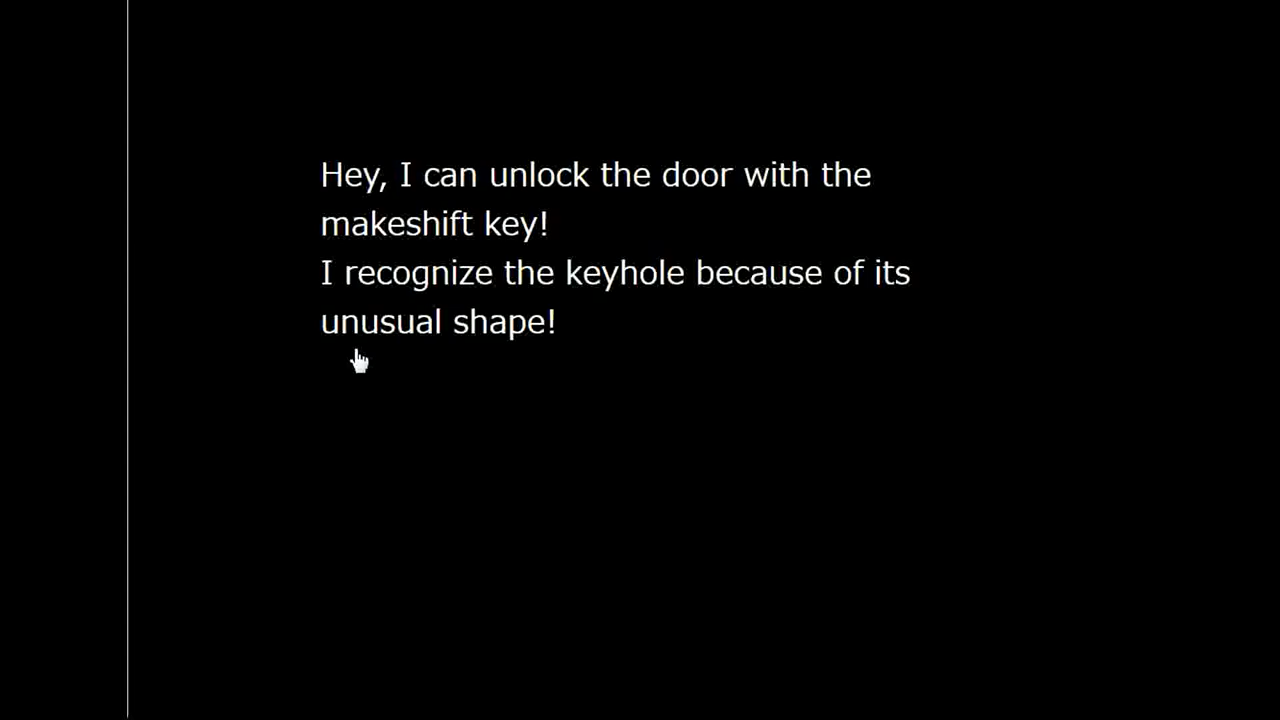 Hey, I can unlock the door with the
makeshift key!
I recognize the keyhole because of its
unusual shape!